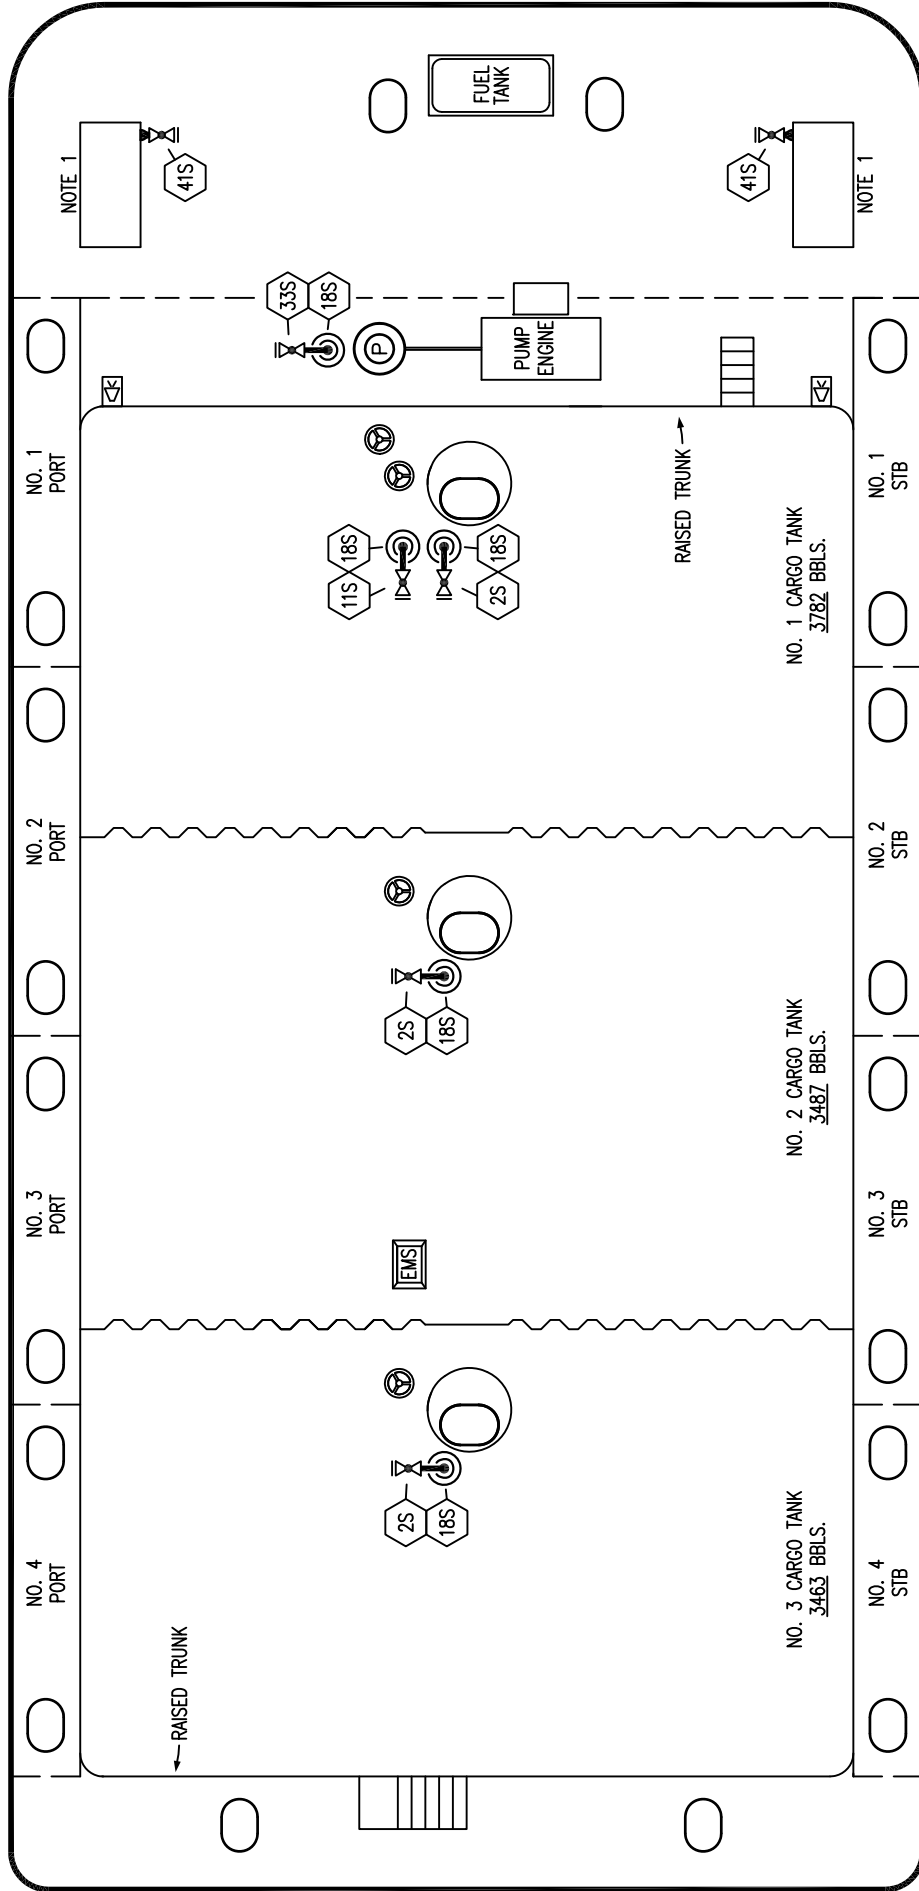 FUEL
TANK
NOTE 1
41S
41S
NOTE 1
33S
18S
P
PUMP
ENGINE
NO. 1
PORT
RAISED TRUNK
NO. 1
STB
18S
11S
18S
2S
NO. 1 CARGO TANK
3782 BBLS.
NO. 2
PORT
NO. 2
STB
2S
18S
NO. 2 CARGO TANK
3487 BBLS.
NO. 3
PORT
NO. 3
STB
EMS
2S
18S
NO. 3 CARGO TANK
3463 BBLS.
NO. 4
PORT
NO. 4
STB
RAISED TRUNK